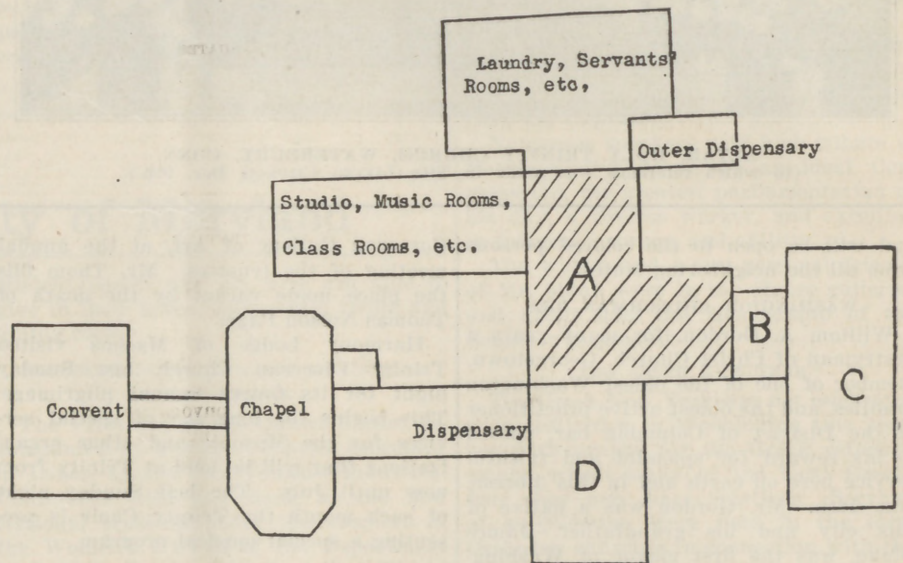 Laundry, Servants'
Rooms, etc,
Outer Dispensary
Studio, Music Rooms,
Class Rooms, etc.
A
B
C
Convent
Chapel
Dispensary
D